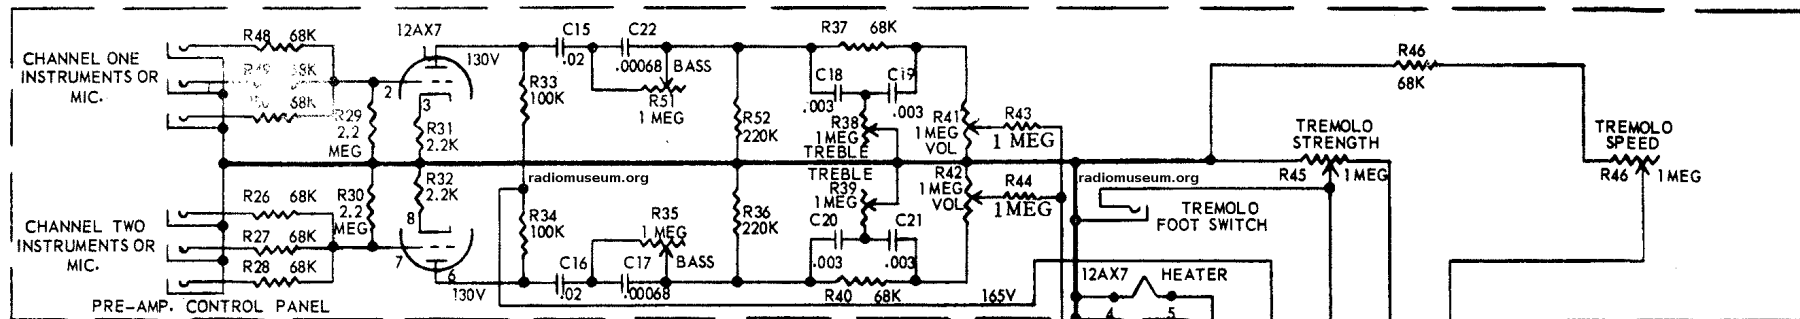 CHANNEL ONE
INSTRUMENTS OR
MIC.
R48 68K
68K
R29
2.2
MEG
12AX7
130V
2
3
R31
2.2K
R33
100K
C15
.02
C22
.00068
BASS
R51
1 MEG
R52
220K
R37 68K
C18
.003
C19
.003
R38
1MEG
TREBLE
R41
1MEG
VOL
R43
1 MEG
R46
68K
TREMOLO
STRENGTH
R45 1MEG
TREMOLO
SPEED
R46 1MEG
radiomuseum.org
radiomuseum.org
CHANNEL TWO
INSTRUMENTS OR
MIC.
R26 68K
R27 68K
R28 68K
R30
2.2
MEG
R32
2.2K
8
7
6
130V
R34
100K
C16
.02
R35
1 MEG
C17
.00068
BASS
R36
220K
TREBLE
R39
1MEG
C20
.003
C21
.003
R40 68K
R42
1MEG
VOL
R44
1MEG
165V
TREMOLO
FOOT SWITCH
12AX7 HEATER
4 5
PRE-AMP. CONTROL PANEL